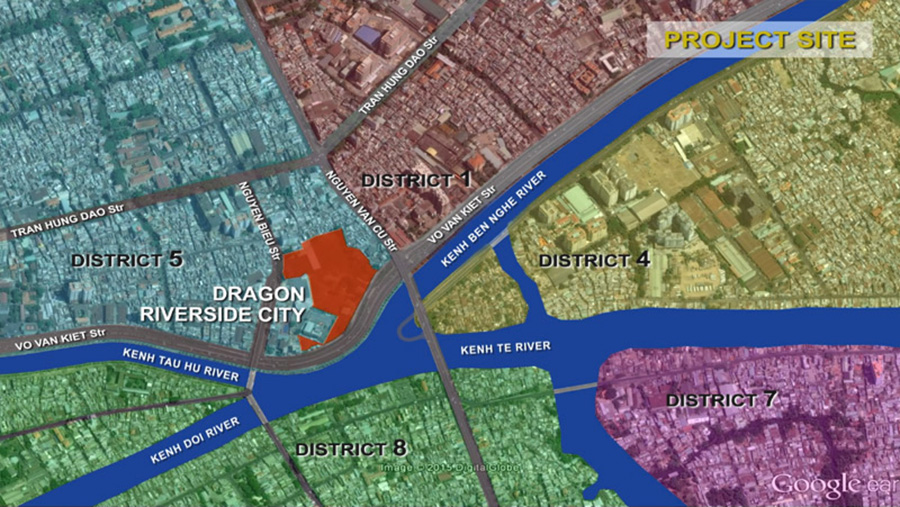 PROJECT SITE
TRAN HUNG DAO Str
DISTRICT 1
NGUYEN VAN CU Str
VO VAN KIET Str
KENH BEN NGHE RIVER
TRAN HUNG DAO Str
NGUYEN BIEU Str
DISTRICT 5
DISTRICT 4
DRAGON
RIVERSIDE CITY
VO VAN KIET Str
KENH TAU HU RIVER
KENH TE RIVER
DISTRICT 7
KENH DOI RIVER
DISTRICT 8
Image © 2015 DigitalGlobe
Google ear